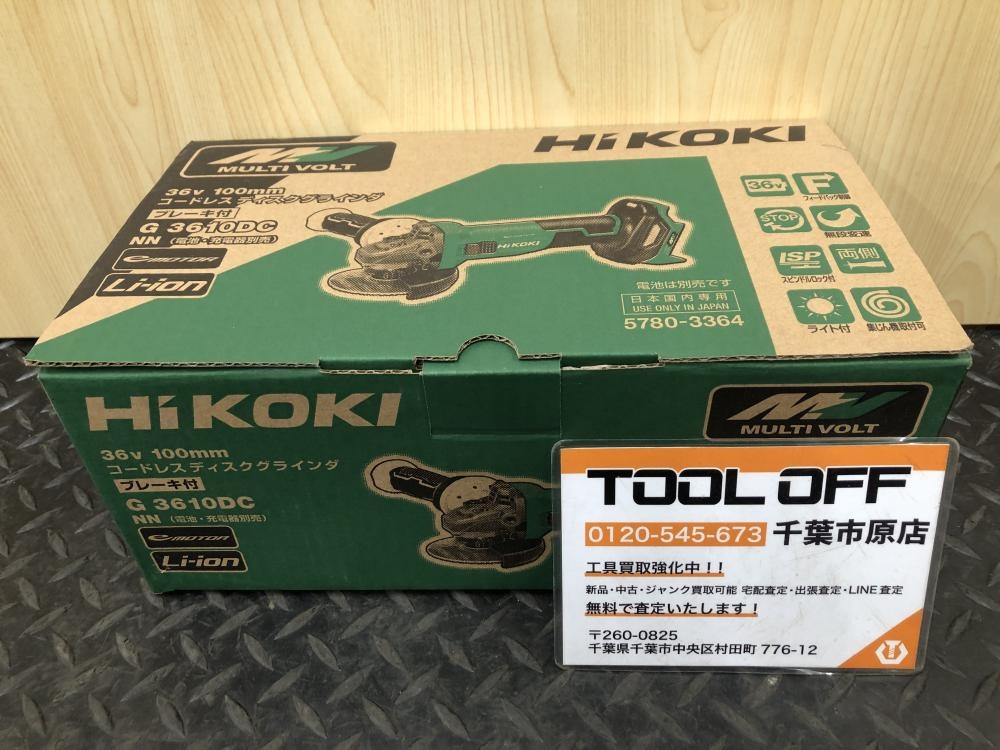 MV
MULTI VOLT
HiKOKI
36v 100mm
コードレスディスクグラインダ
ブレーキ付
G 3610DC
NN (電池・充電器別売)
e-MOTOR
Li-ion
HiKOKI
電池は別売です
日本国内専用
USE ONLY IN JAPAN
5780-3364
36v
F
フィードバック制御
STOP
無段変速
LSP
両側
スピンドルロック付
ライト付
集じん機取付可
HiKOKI
MV
MULTI VOLT
36v 100mm
コードレスディスクグラインダ
ブレーキ付
G 3610DC
NN (電池・充電器別売)
e-MOTOR
Li-ion
TOOL OFF
0120-545-673 千葉市原店
工具買取強化中！！
新品・中古・ジャンク買取可能 宅配査定・出張査定・LINE査定
無料で査定いたします！
〒260-0825
千葉県千葉市中央区村田町 776-12